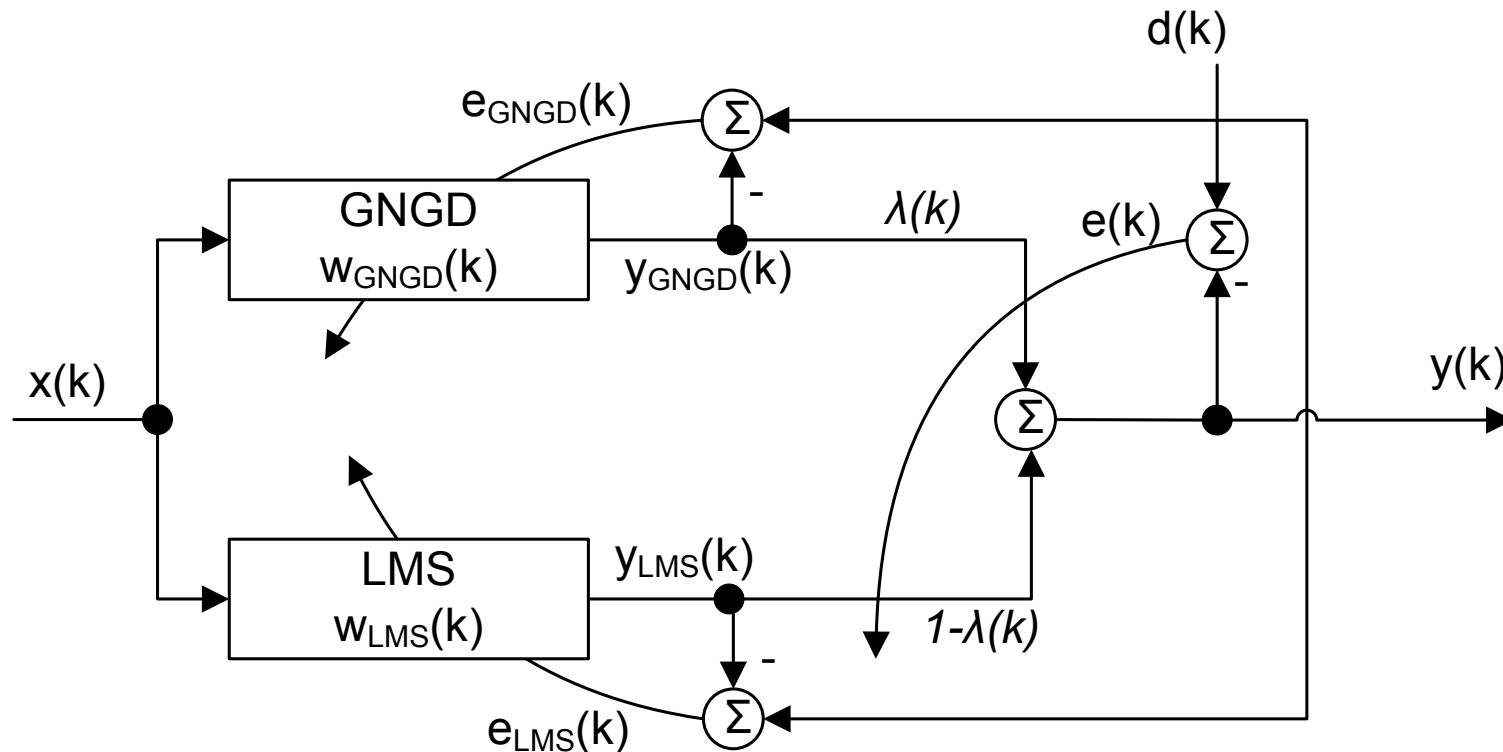 d(k)
e_GNGD(k)
Σ
-
GNGD
w_GNGD(k)
y_GNGD(k)
λ(k)
e(k)
Σ
-
x(k)
Σ
y(k)
LMS
w_LMS(k)
y_LMS(k)
1-λ(k)
-
Σ
e_LMS(k)